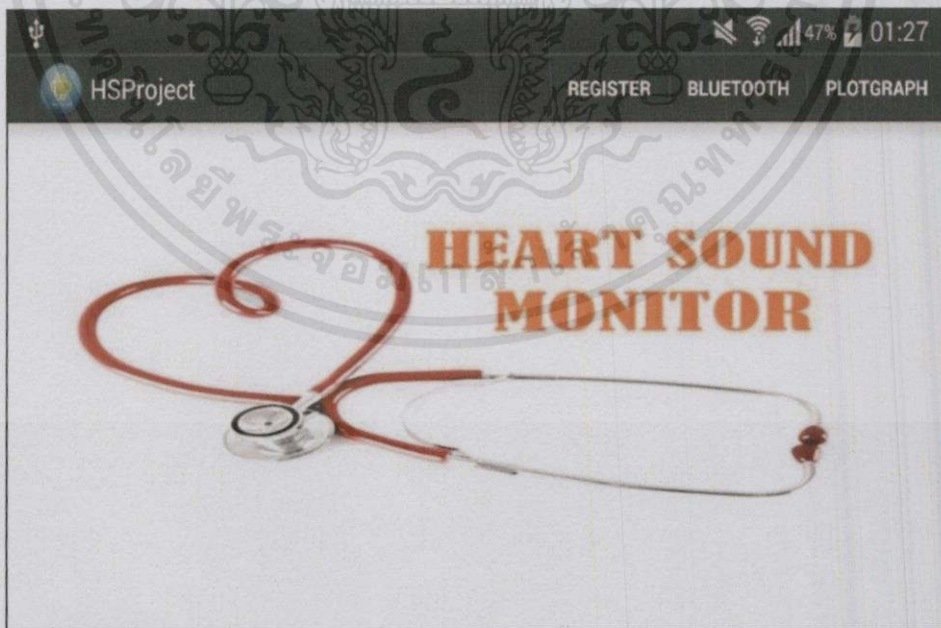 47% 01:27
HSProject REGISTER BLUETOOTH PLOTGRAPH
HEART SOUND
MONITOR